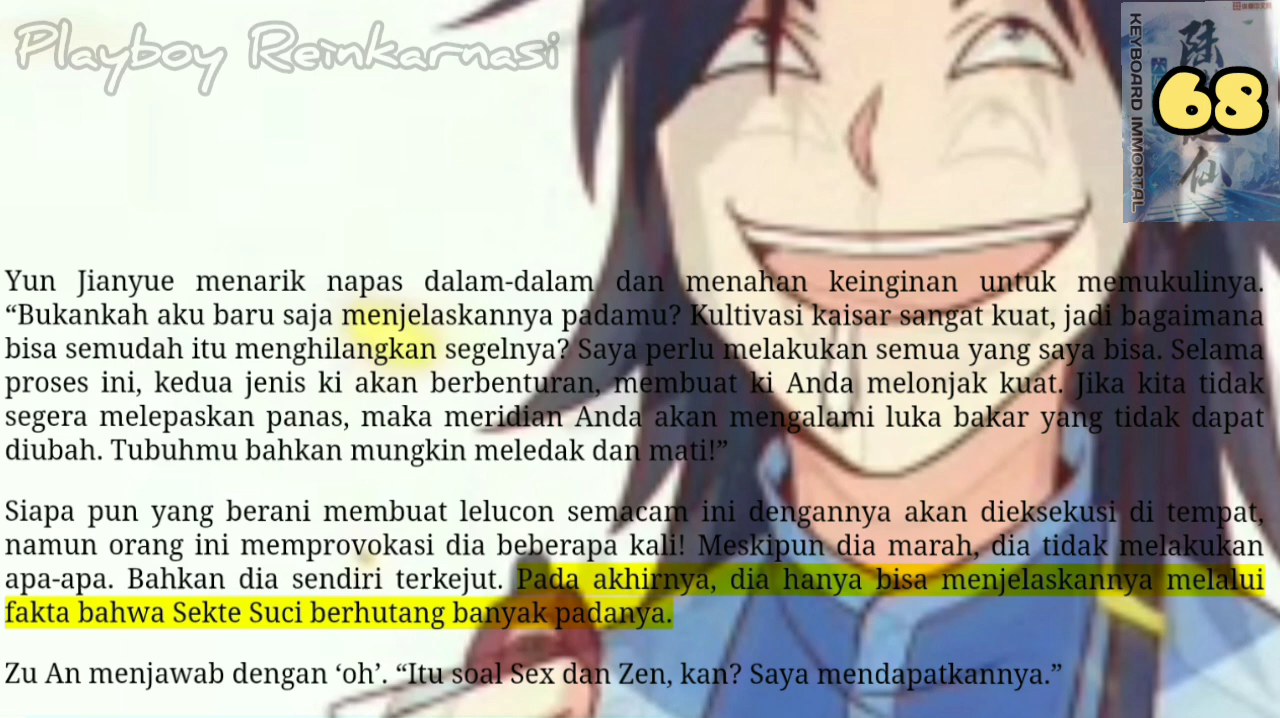 Playboy Reinkarnasi
KEYBOARD IMMORTAL
68
Yun Jianyue menarik napas dalam-dalam dan menahan keinginan untuk memukulinya.
“Bukankah aku baru saja menjelaskannya padamu? Kultivasi kaisar sangat kuat, jadi bagaimana
bisa semudah itu menghilangkan segelnya? Saya perlu melakukan semua yang saya bisa. Selama
proses ini, kedua jenis ki akan berbenturan, membuat ki Anda melonjak kuat. Jika kita tidak
segera melepaskan panas, maka meridian Anda akan mengalami luka bakar yang tidak dapat
diubah. Tubuhmu bahkan mungkin meledak dan mati!”
Siapa pun yang berani membuat lelucon semacam ini dengannya akan dieksekusi di tempat,
namun orang ini memprovokasi dia beberapa kali! Meskipun dia marah, dia tidak melakukan
apa-apa. Bahkan dia sendiri terkejut. Pada akhirnya, dia hanya bisa menjelaskannya melalui
fakta bahwa Sekte Suci berhutang banyak padanya.
Zu An menjawab dengan ‘oh’. “Itu soal Sex dan Zen, kan? Saya mendapatkannya.”